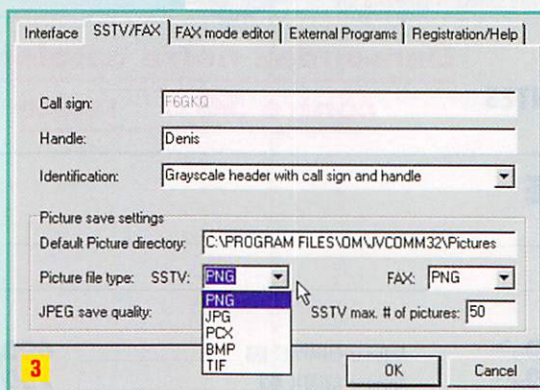 Interface SSTV/FAX FAX mode editor External Programs Registration/Help
Call sign: F6GKQ
Handle: Denis
Identification: Grayscale header with call sign and handle
Picture save settings
Default Picture directory: C:\PROGRAM FILES\OM\JVCOMM32\Pictures
Picture file type: SSTV: PNG FAX: PNG
PNG
JPEG save quality: JPG SSTV max. # of pictures: 50
PCX
BMP
TIF
3 OK Cancel